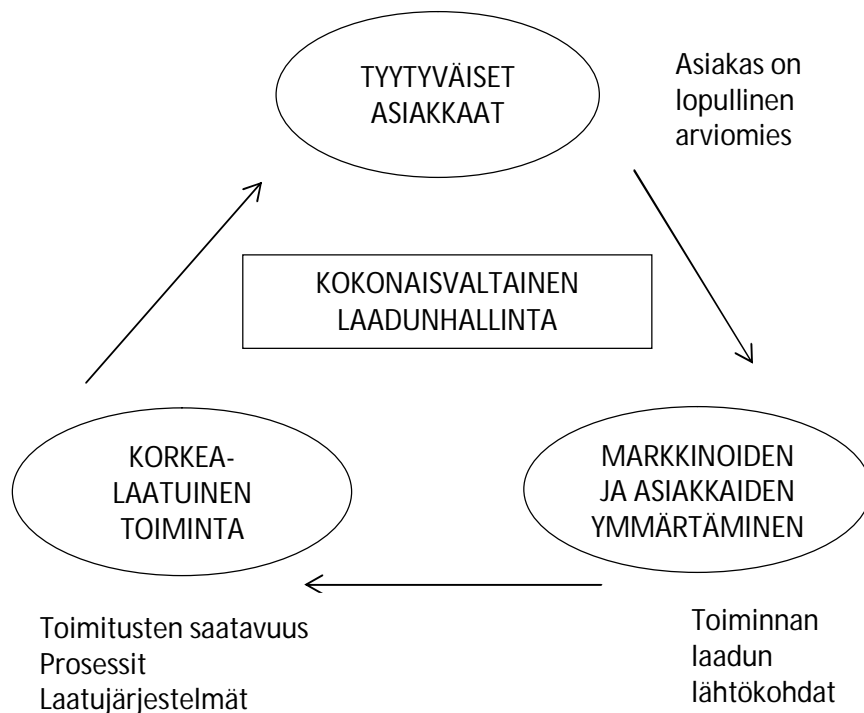 TYYTYVÄISET
ASIAKKAAT
Asiakas on
lopullinen
arviomies
KOKONAISVALTAINEN
LAADUNHALLINTA
KORKEA-
LAATUINEN
TOIMINTA
MARKKINOIDEN
JA ASIAKKAIDEN
YMMÄRTÄMINEN
Toimitusten saatavuus
Prosessit
Laatujärjestelmät
Toiminnan
laadun
lähtökohdat